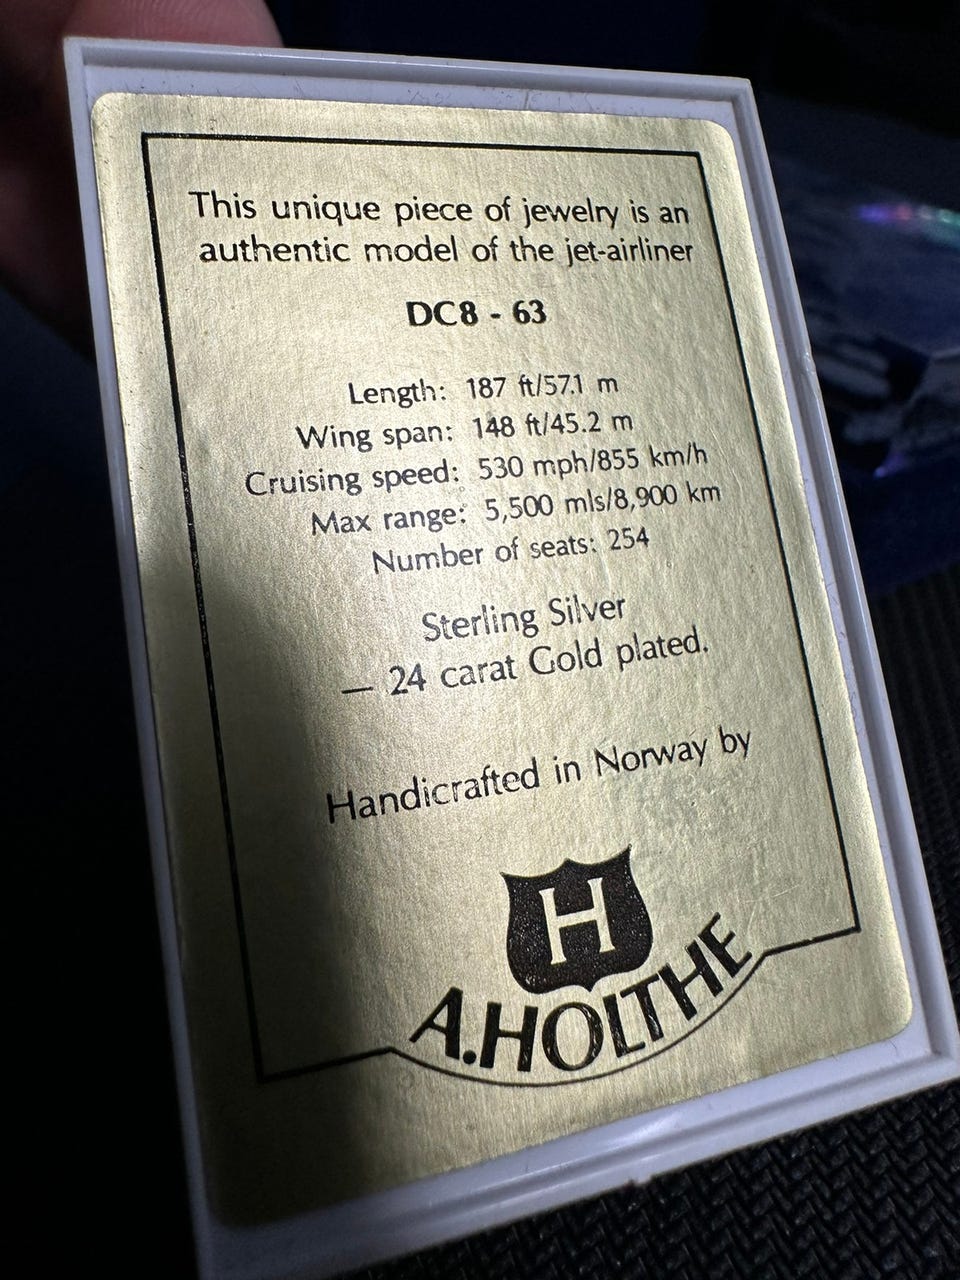 This unique piece of jewelry is an
authentic model of the jet-airliner
DC8 - 63
Length: 187 ft/57.1 m
Wing span: 148 ft/45.2 m
Cruising speed: 530 mph/855 km/h
Max range: 5,500 mls/8,900 km
Number of seats: 254
Sterling Silver
— 24 carat Gold plated.
Handicrafted in Norway by
H
A.HOLTHE